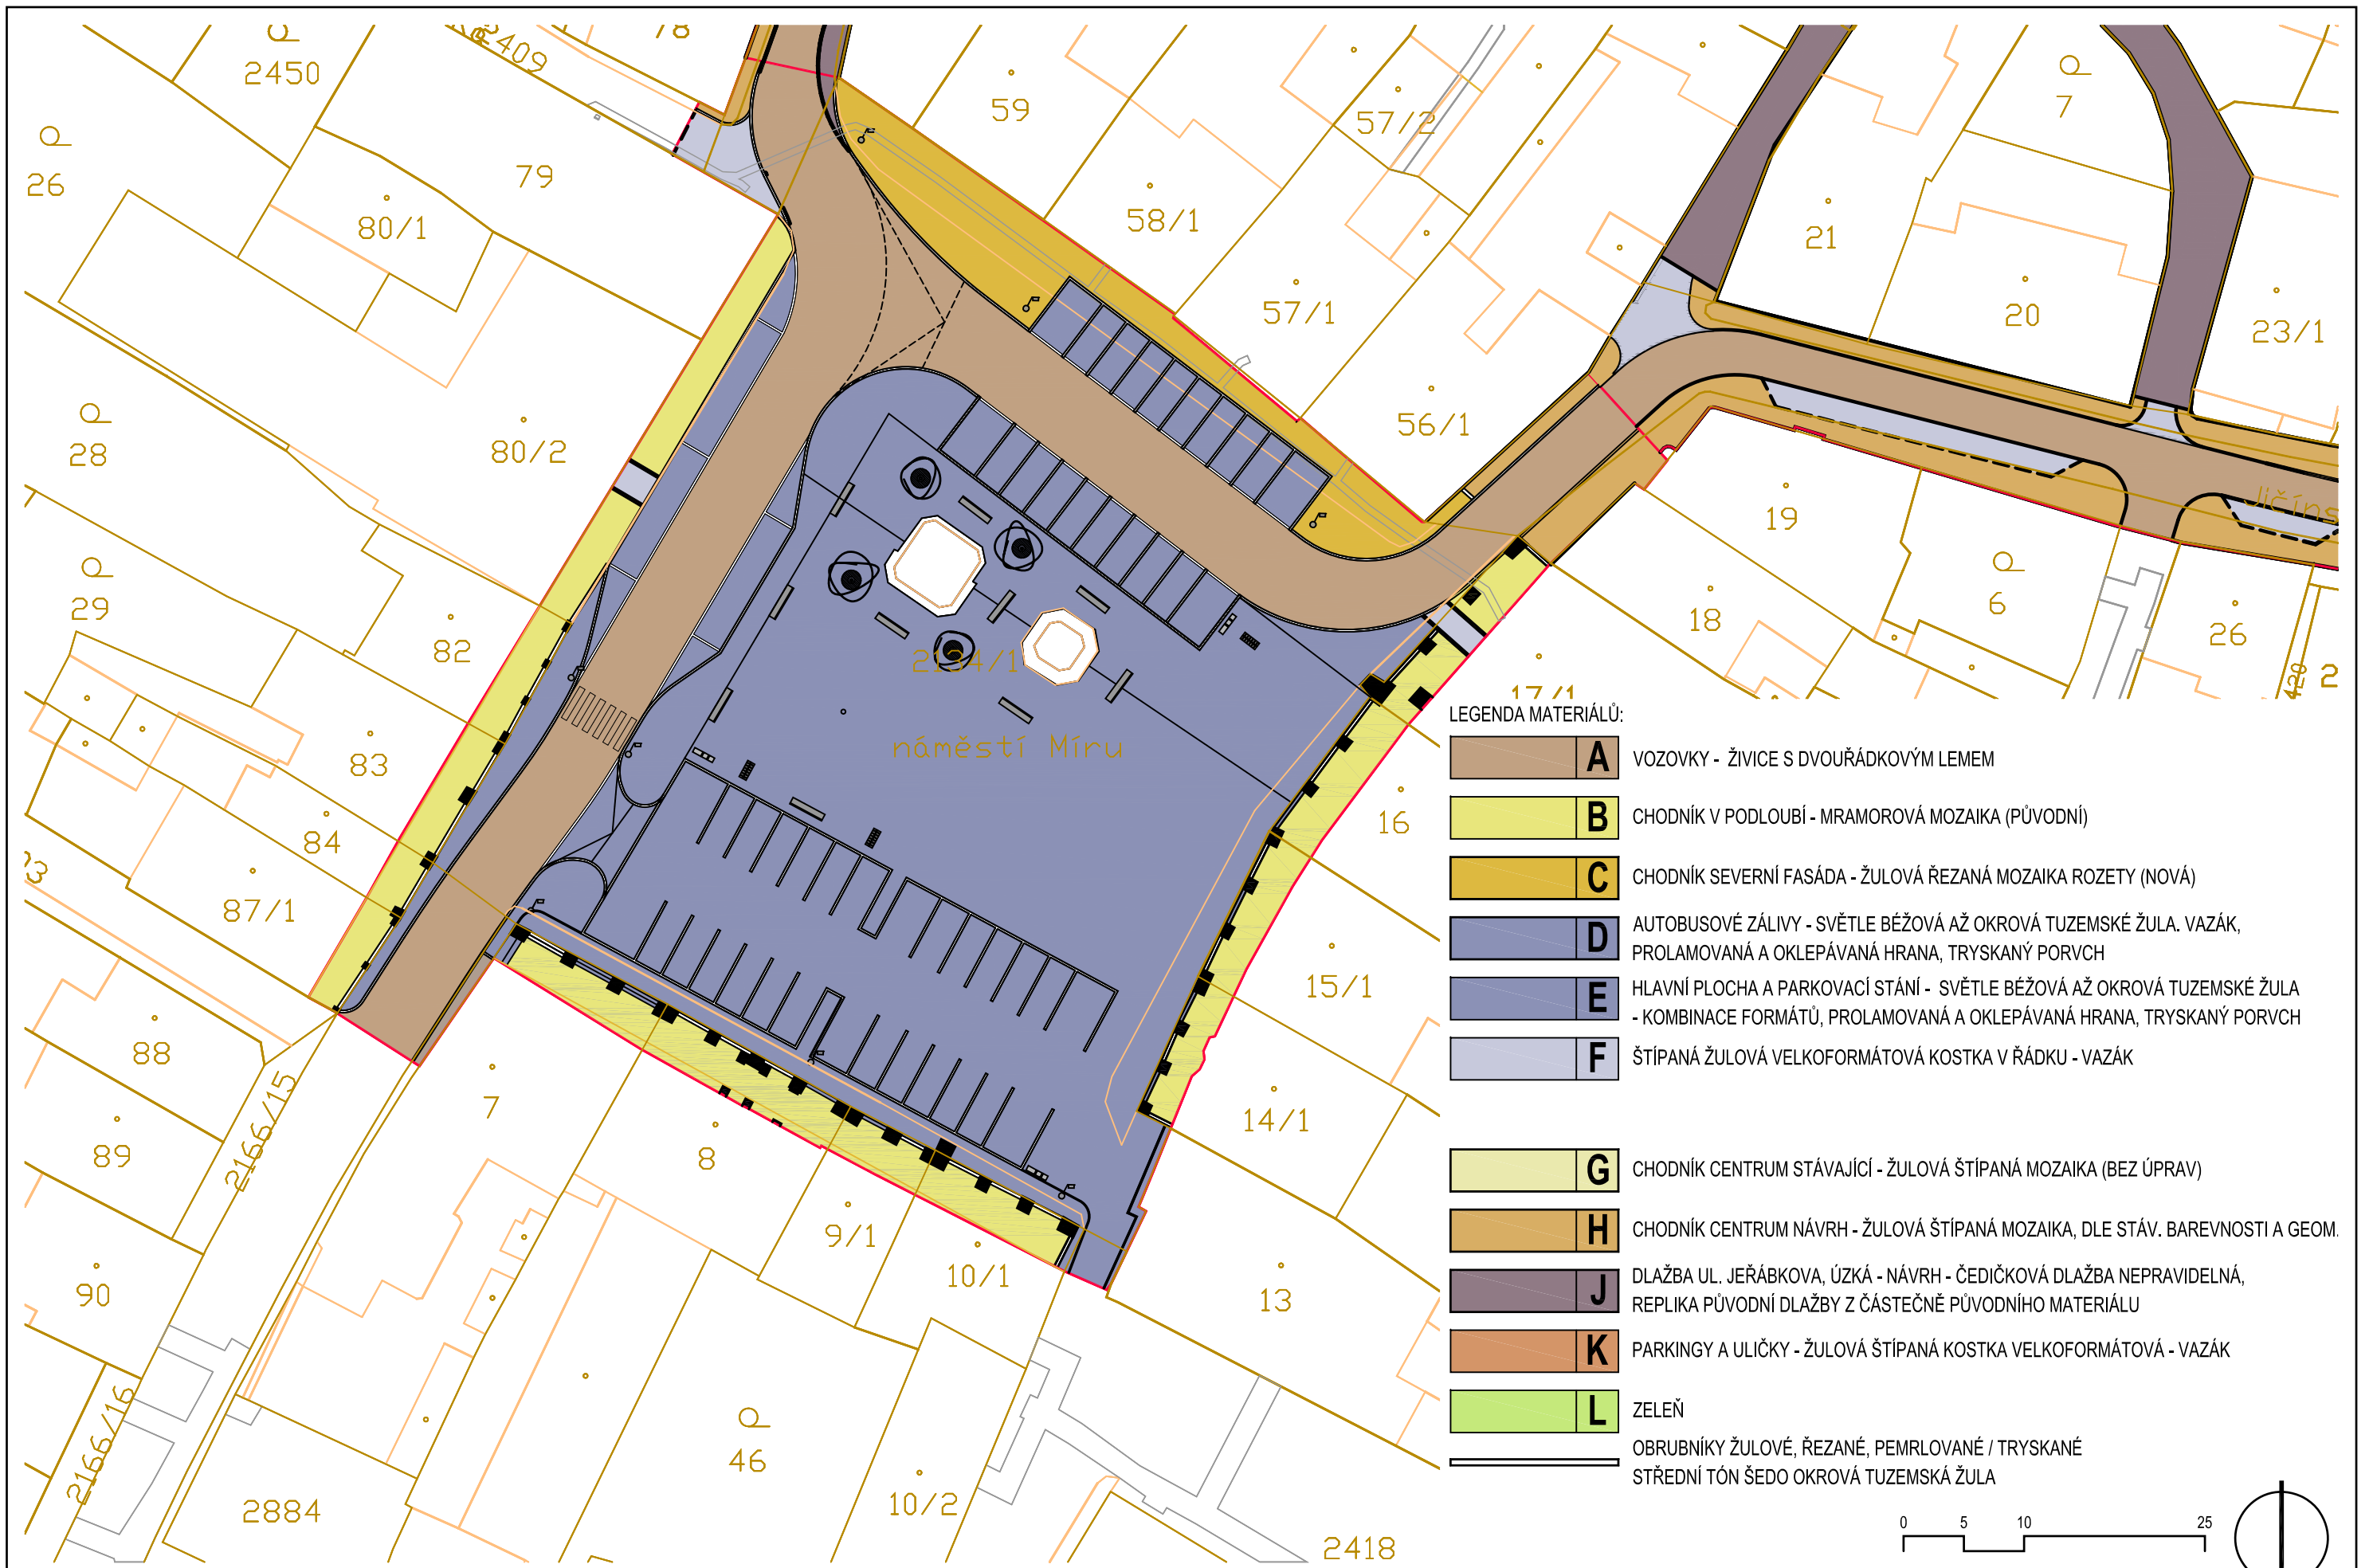 2450
2409
78
59
57/2
7
26
79
80/1
58/1
21
57/1
20
23/1
80/2
56/1
28
19
29
82
18
6
26
2
2134/1
17/1
náměstí Míru
83
16
84
87/1
15/1
88
14/1
7
89
8
2166/15
9/1
10/1
13
90
46
2166/16
10/2
2884
2418
LEGENDA MATERIÁLŮ:
A VOZOVKY - ŽIVICE S DVOUŘÁDKOVÝM LEMEM
B CHODNÍK V PODLOUBÍ - MRAMOROVÁ MOZAIKA (PŮVODNÍ)
C CHODNÍK SEVERNÍ FASÁDA - ŽULOVÁ ŘEZANÁ MOZAIKA ROZETY (NOVÁ)
D AUTOBUSOVÉ ZÁLIVY - SVĚTLE BÉŽOVÁ AŽ OKROVÁ TUZEMSKÉ ŽULA. VAZÁK,
PROLAMOVANÁ A OKLEPÁVANÁ HRANA, TRYSKANÝ PORVCH
E HLAVNÍ PLOCHA A PARKOVACÍ STÁNÍ - SVĚTLE BÉŽOVÁ AŽ OKROVÁ TUZEMSKÉ ŽULA
- KOMBINACE FORMÁTŮ, PROLAMOVANÁ A OKLEPÁVANÁ HRANA, TRYSKANÝ PORVCH
F ŠTÍPANÁ ŽULOVÁ VELKOFORMÁTOVÁ KOSTKA V ŘÁDKU - VAZÁK
G CHODNÍK CENTRUM STÁVAJÍCÍ - ŽULOVÁ ŠTÍPANÁ MOZAIKA (BEZ ÚPRAV)
H CHODNÍK CENTRUM NÁVRH - ŽULOVÁ ŠTÍPANÁ MOZAIKA, DLE STÁV. BAREVNOSTI A GEOM.
J DLAŽBA UL. JEŘÁBKOVA, ÚZKÁ - NÁVRH - ČEDIČKOVÁ DLAŽBA NEPRAVIDELNÁ,
REPLIKA PŮVODNÍ DLAŽBY Z ČÁSTEČNĚ PŮVODNÍHO MATERIÁLU
K PARKINGY A ULIČKY - ŽULOVÁ ŠTÍPANÁ KOSTKA VELKOFORMÁTOVÁ - VAZÁK
L ZELEŇ
OBRUBNÍKY ŽULOVÉ, ŘEZANÉ, PEMRLOVANÉ / TRYSKANÉ
STŘEDNÍ TÓN ŠEDO OKROVÁ TUZEMSKÁ ŽULA
0 5 10 25